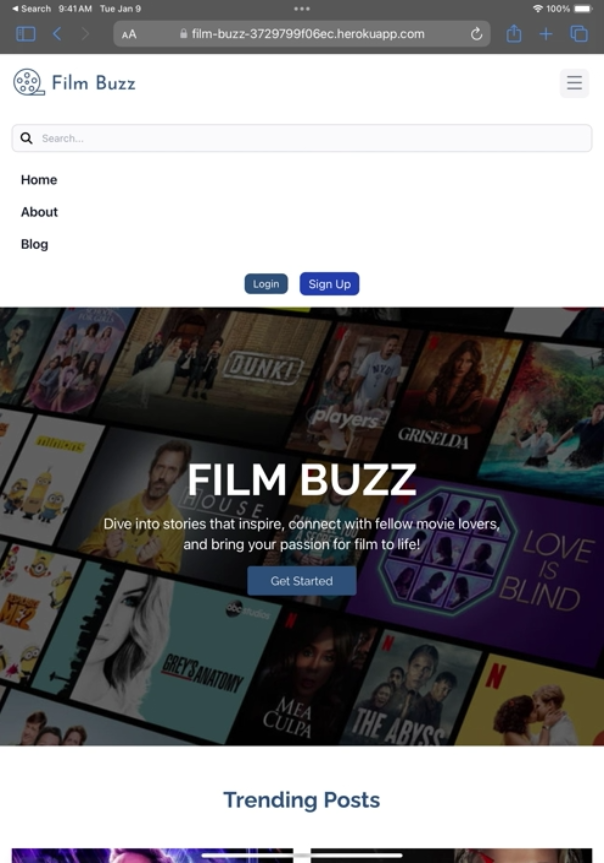 Search 9:41 AM Tue Jan 9
100%
AA film-buzz-3729799f06ec.herokuapp.com
Film Buzz
Search...
Home
About
Blog
Login Sign Up
DUNKI
players
GRISELDA
minions
HOUSE
FILM BUZZ
Dive into stories that inspire, connect with fellow movie lovers,
and bring your passion for film to life!
Get Started
LOVE
IS
BLIND
abc studios
GREY'S ANATOMY
N
N
N
MEA
CULPA
THE ABYSS
Trending Posts